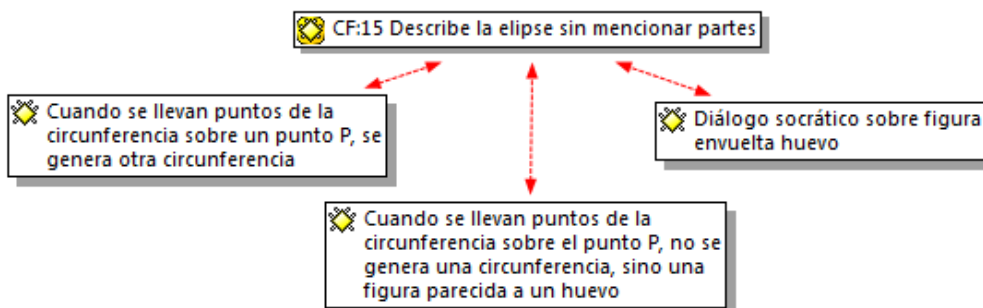 CF:15 Describe la elipse sin mencionar partes
Cuando se llevan puntos de la
circunferencia sobre un punto P, se
genera otra circunferencia
Diálogo socrático sobre figura
envuelta huevo
Cuando se llevan puntos de la
circunferencia sobre el punto P, no se
genera una circunferencia, sino una
figura parecida a un huevo